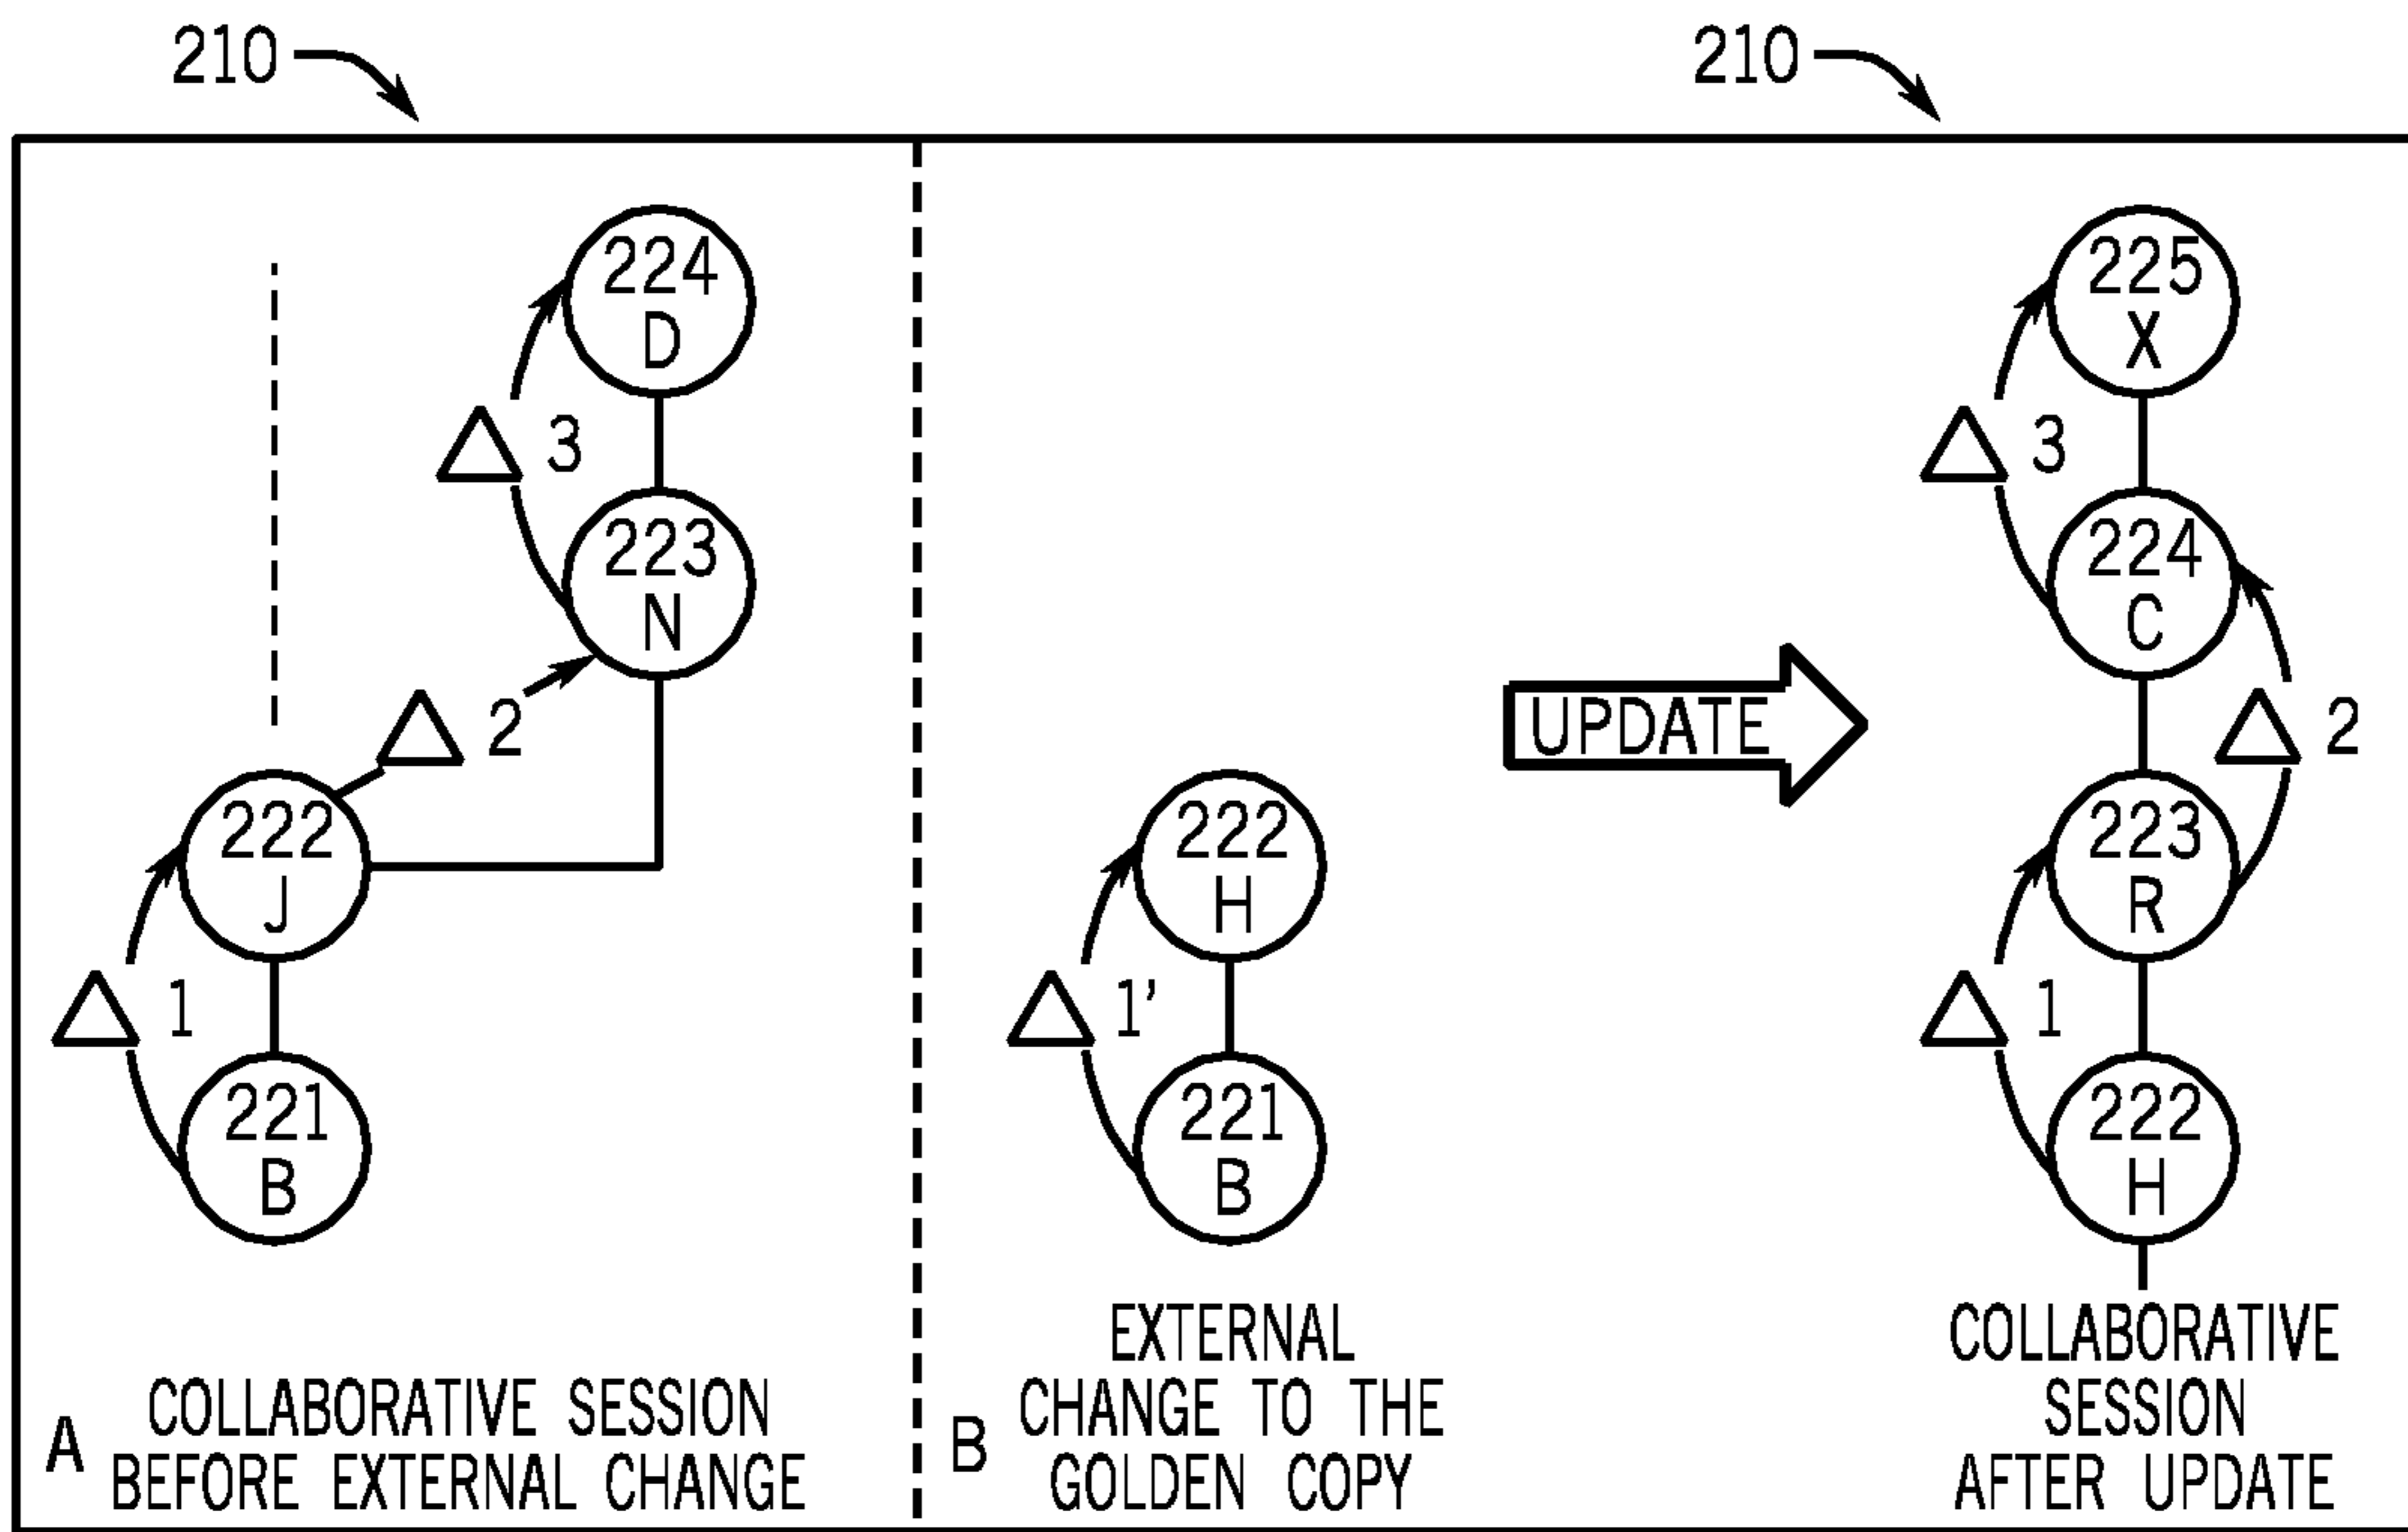 210
210
224
D
△ 3
223
N
△ 2
222
J
△ 1
221
B
A
COLLABORATIVE SESSION
BEFORE EXTERNAL CHANGE
222
H
△ 1'
221
B
B
EXTERNAL
CHANGE TO THE
GOLDEN COPY
UPDATE
225
X
△ 3
224
C
△ 2
223
R
△ 1
222
H
COLLABORATIVE
SESSION
AFTER UPDATE